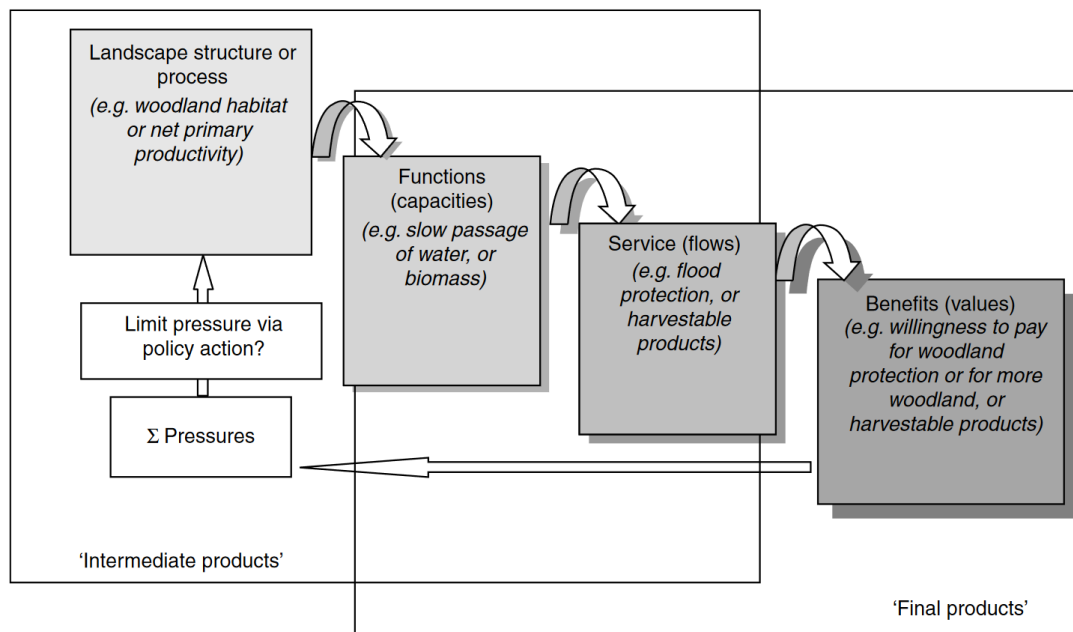 Landscape structure or
process
(e.g. woodland habitat
or net primary
productivity)
Functions
(capacities)
(e.g. slow passage
of water, or
biomass)
Service (flows)
(e.g. flood
protection, or
harvestable
products)
Benefits (values)
(e.g. willingness to pay
for woodland
protection or for more
woodland, or
harvestable products)
Limit pressure via
policy action?
Σ Pressures
‘Intermediate products’
‘Final products’